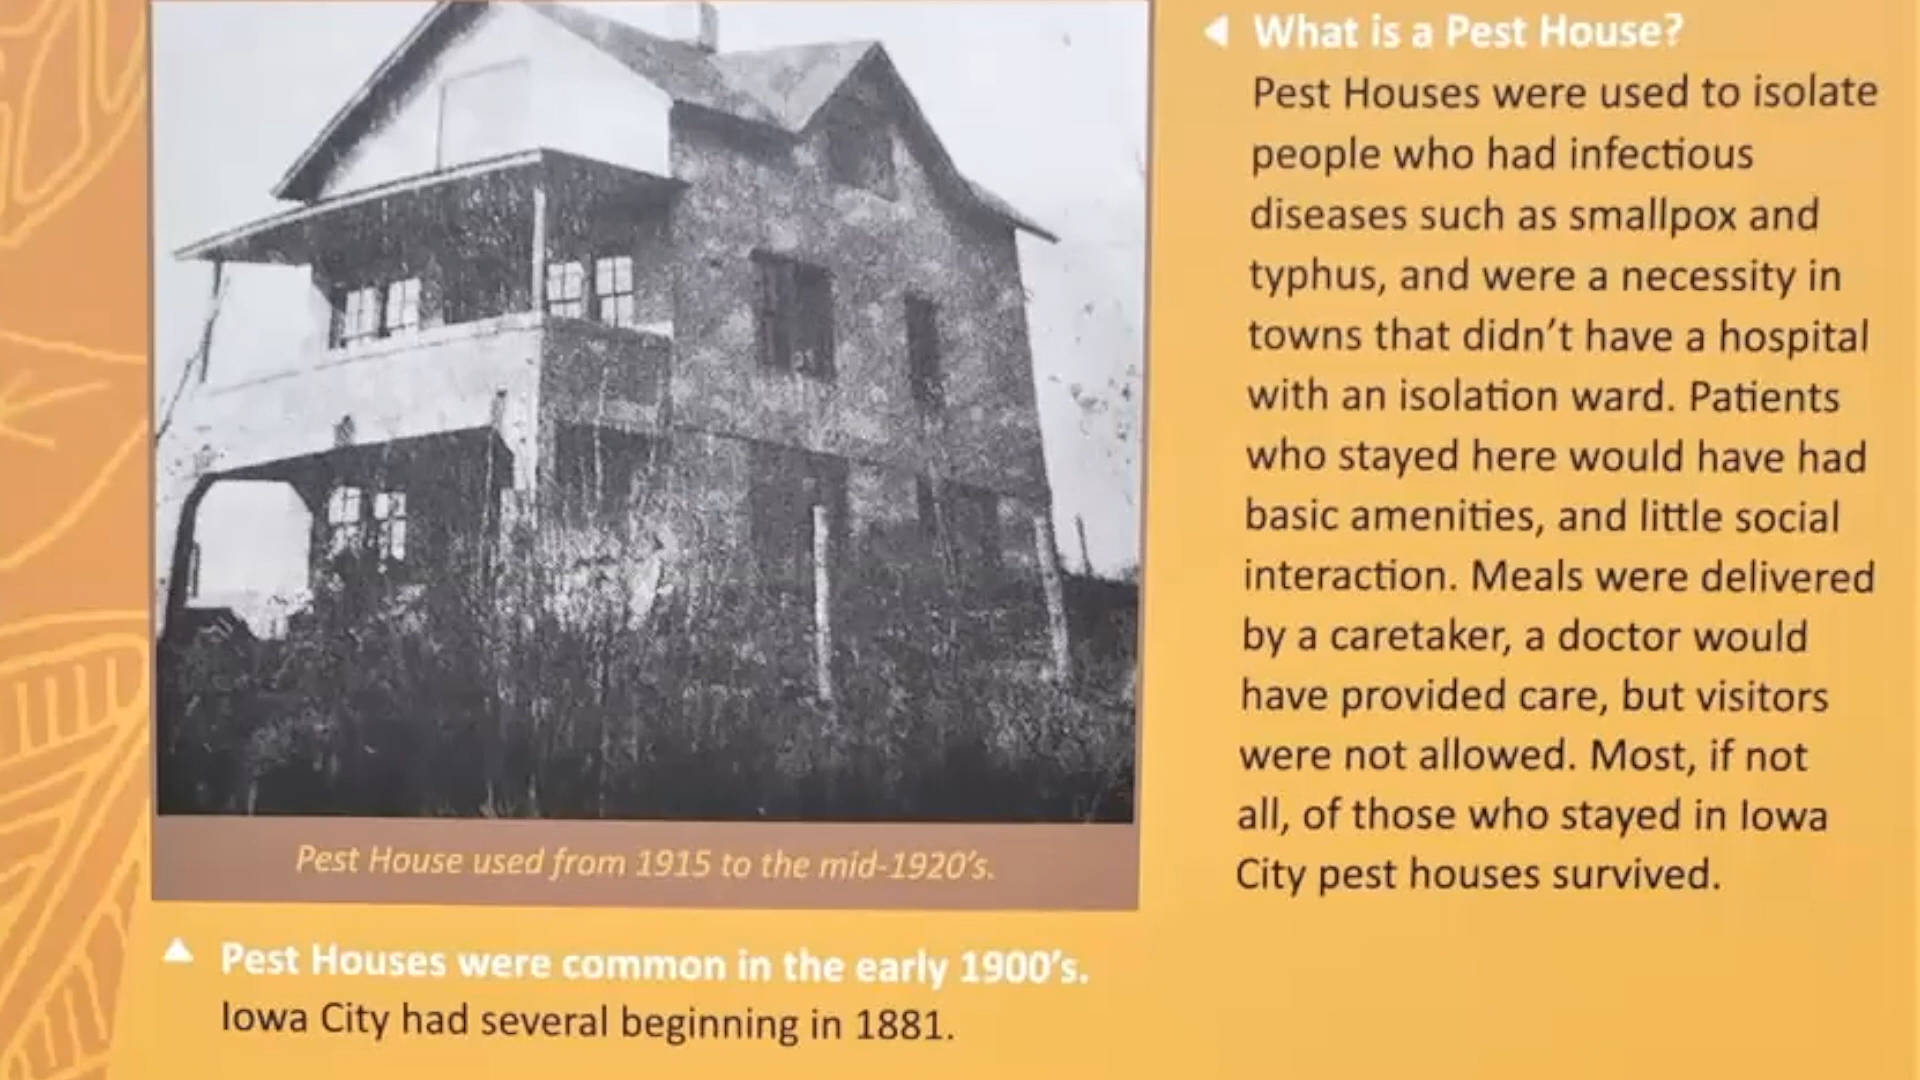 What is a Pest House?
Pest Houses were used to isolate
people who had infectious
diseases such as smallpox and
typhus, and were a necessity in
towns that didn’t have a hospital
with an isolation ward. Patients
who stayed here would have had
basic amenities, and little social
interaction. Meals were delivered
by a caretaker, a doctor would
have provided care, but visitors
were not allowed. Most, if not
all, of those who stayed in Iowa
City pest houses survived.
Pest House used from 1915 to the mid-1920’s.
Pest Houses were common in the early 1900’s.
Iowa City had several beginning in 1881.